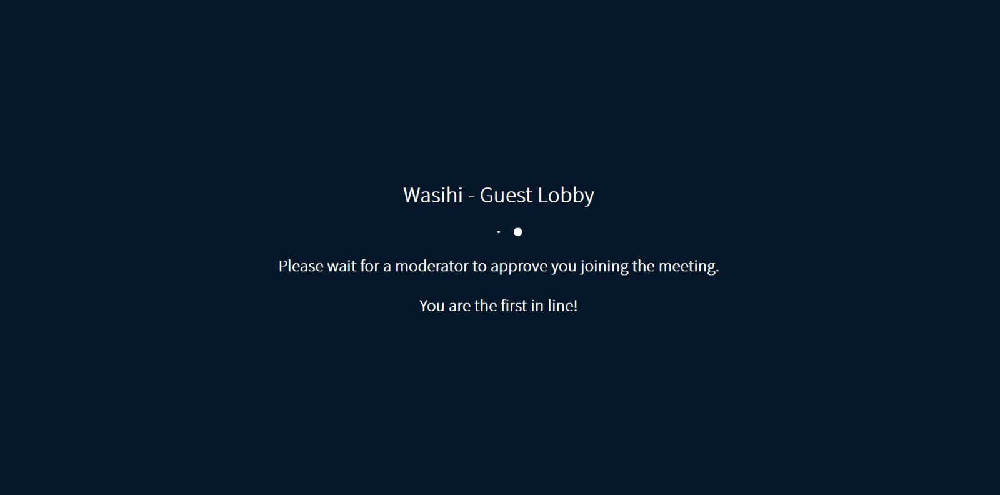 Wasihi - Guest Lobby
Please wait for a moderator to approve you joining the meeting.
You are the first in line!